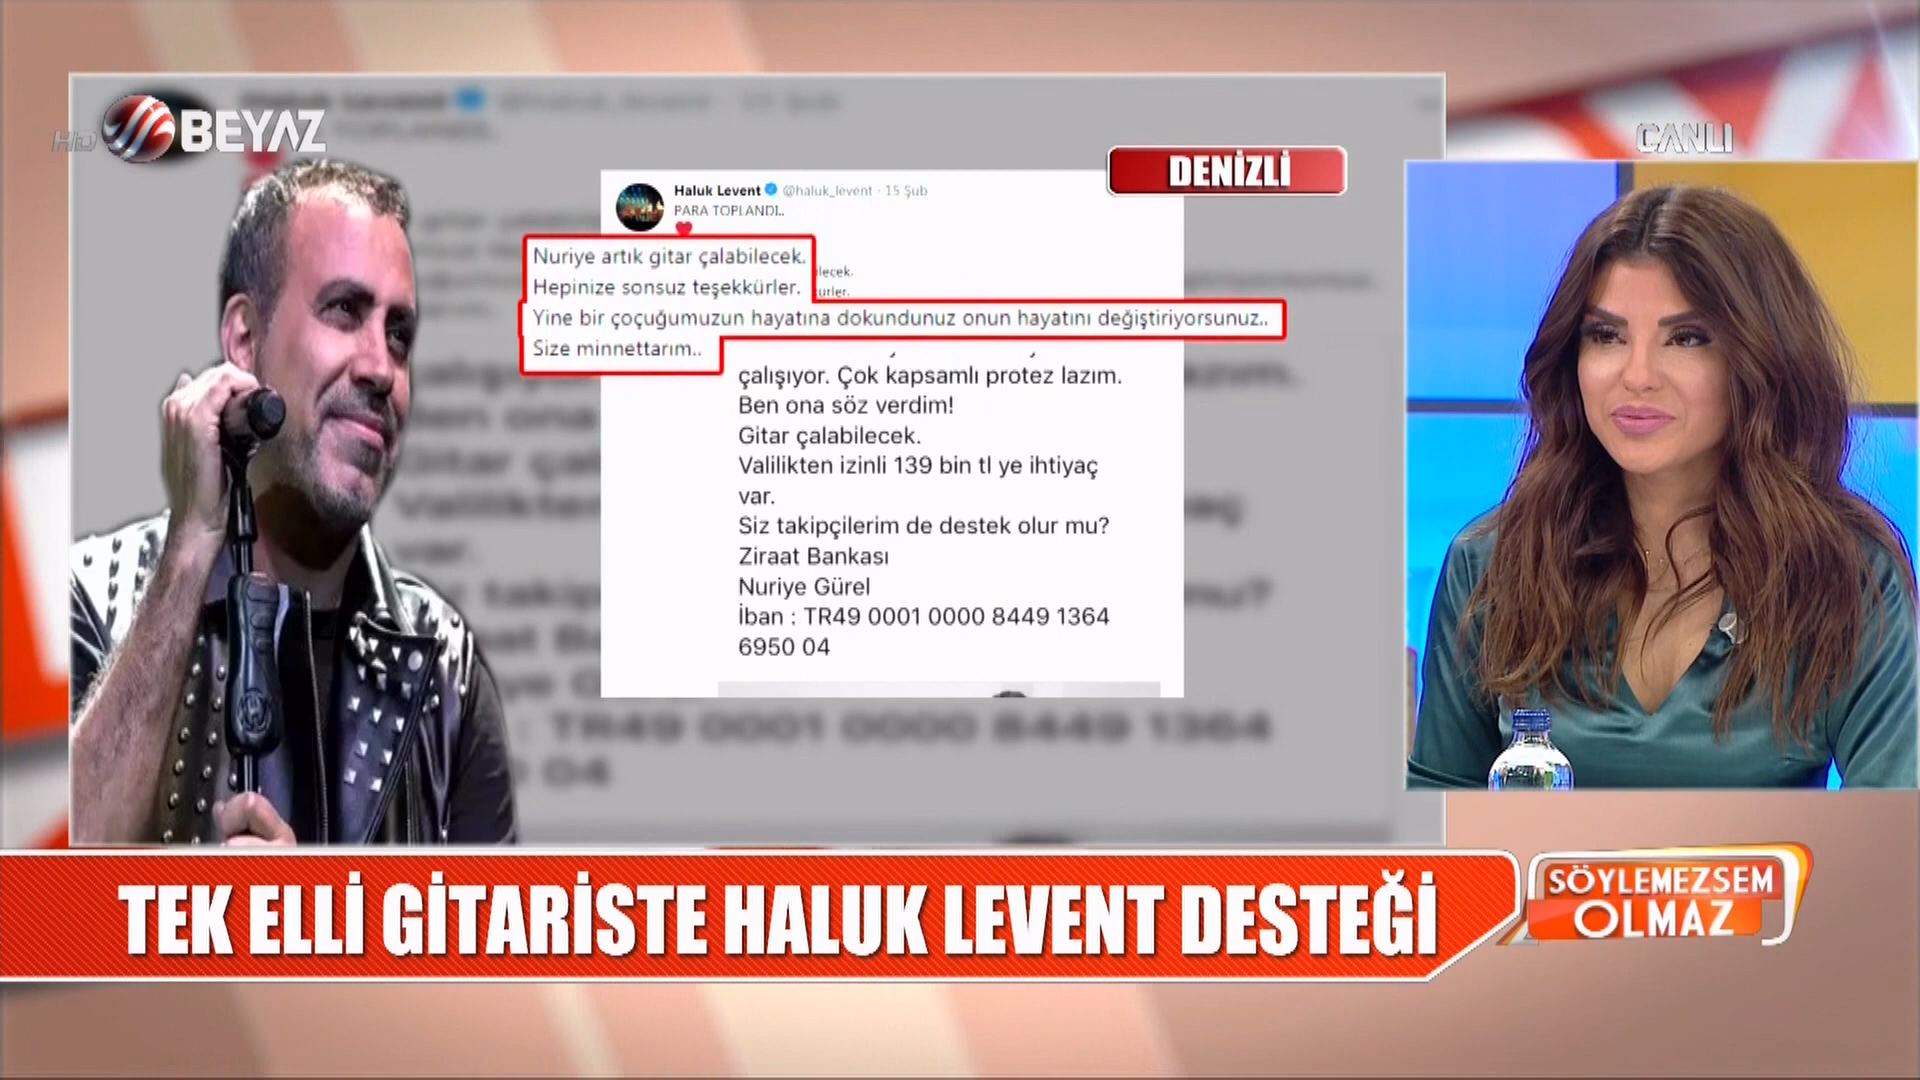 HD BEYAZ
CANLI
DENİZLİ
Haluk Levent @haluk_levent · 15 Şub
PARA TOPLANDI..
Nuriye artık gitar çalabilecek.
Hepinize sonsuz teşekkürler.
Yine bir çoçuğumuzun hayatına dokundunuz onun hayatını değiştiriyorsunuz..
Size minnettarım..
çalışıyor. Çok kapsamlı protez lazım.
Ben ona söz verdim!
Gitar çalabilecek.
Valilikten izinli 139 bin tl ye ihtiyaç
var.
Siz takipçilerim de destek olur mu?
Ziraat Bankası
Nuriye Gürel
İban : TR49 0001 0000 8449 1364
6950 04
TEK ELLİ GİTARİSTE HALUK LEVENT DESTEĞİ
SÖYLEMEZSEM
OLMAZ